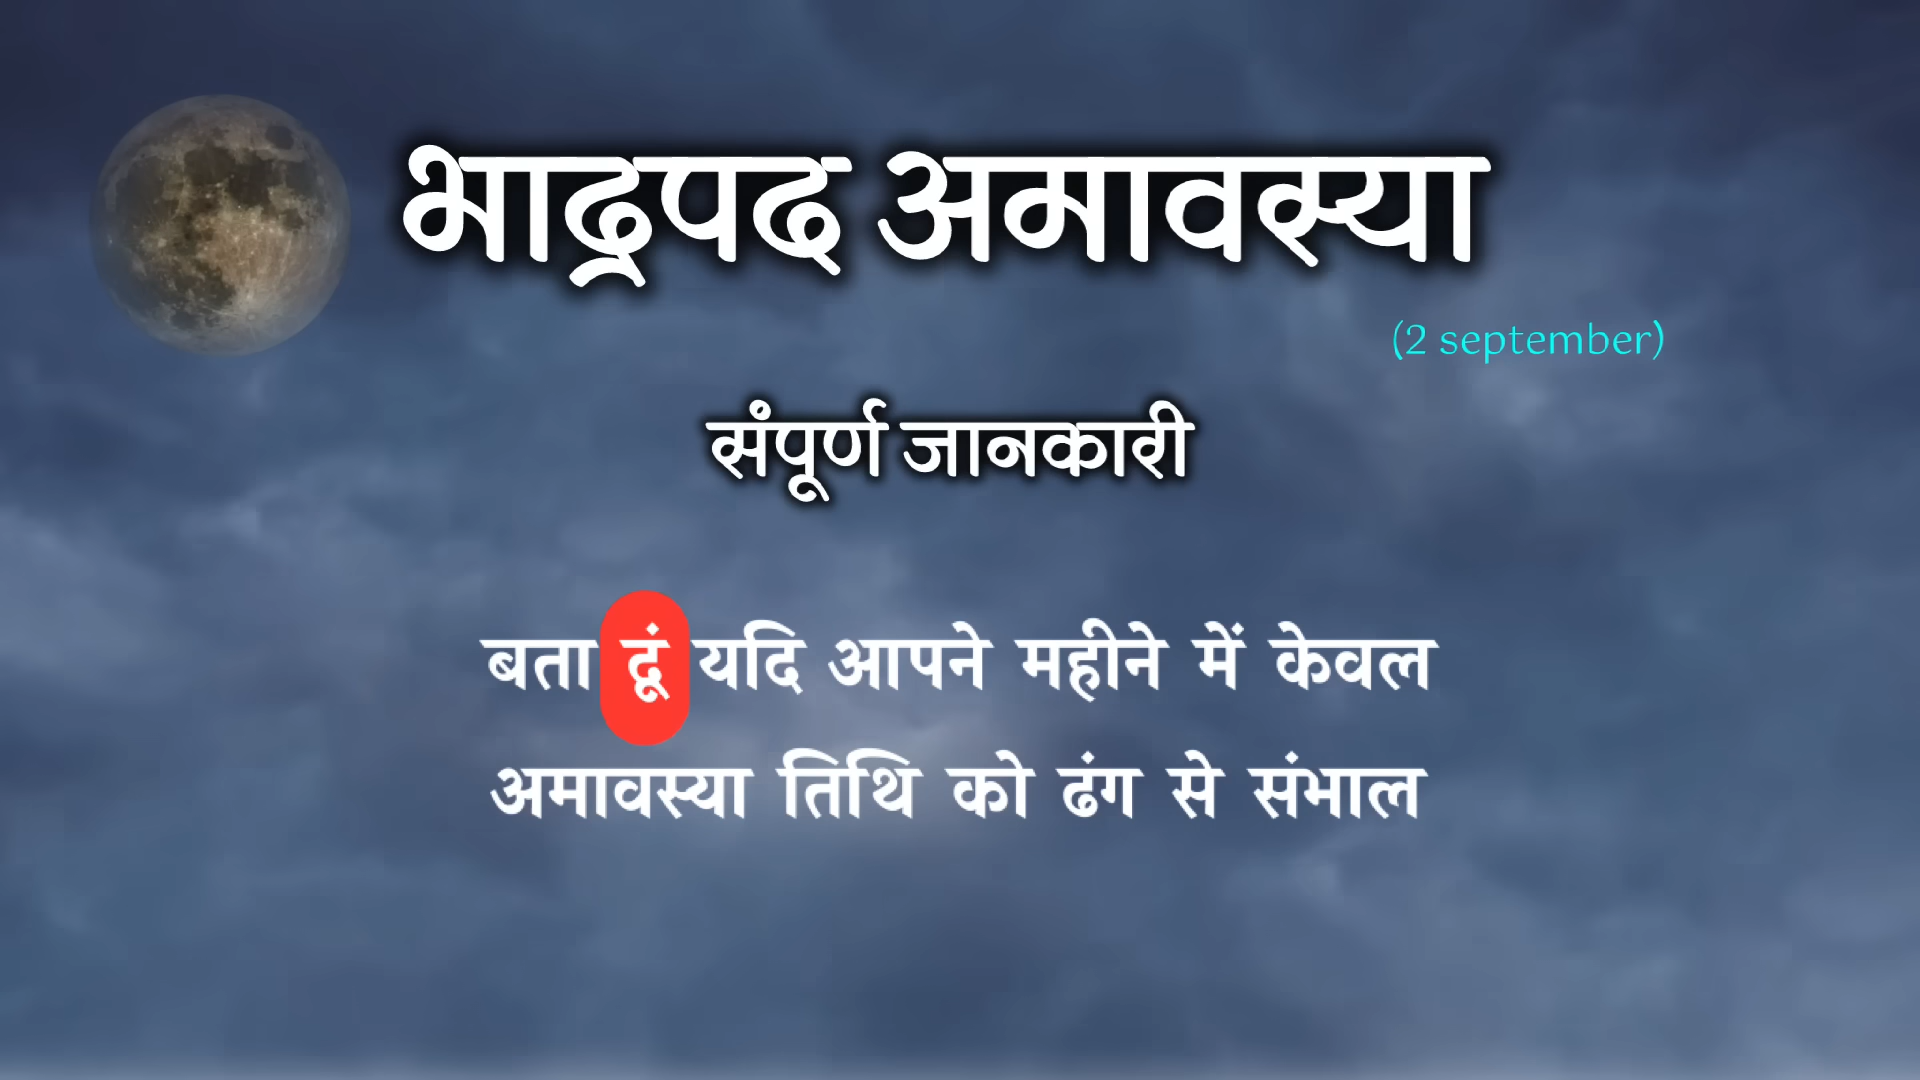 भाद्रपद अमावस्या
(2 september)
संपूर्ण जानकारी
बता दूं यदि आपने महीने में केवल
अमावस्या तिथि को ढंग से संभाल